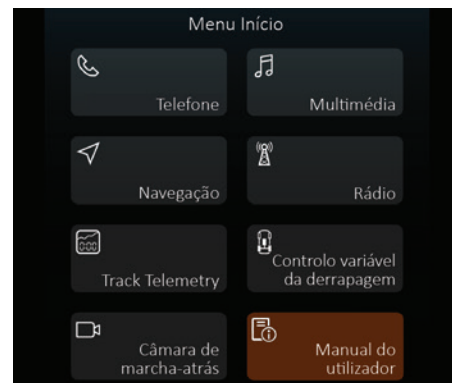 Menu Início
Telefone
Multimédia
Navegação
Rádio
Track Telemetry
Controlo variável
da derrapagem
Câmara de
marcha-atrás
Manual do
utilizador